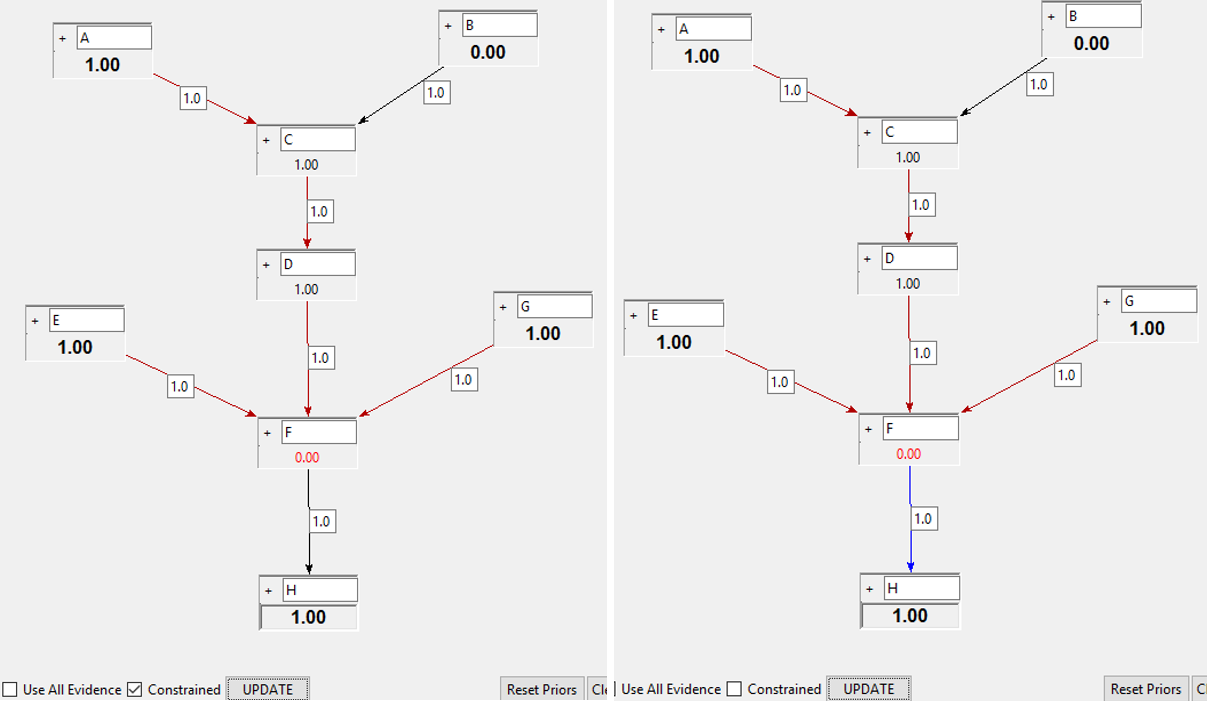 + A
1.00
+ B
0.00
1.0
1.0
+ C
1.00
1.0
+ D
1.00
+ E
1.00
+ G
1.00
1.0
1.0
1.0
+ F
0.00
1.0
+ H
1.00
Use All Evidence Constrained UPDATE Reset Priors Cle
+ A
1.00
+ B
0.00
1.0
1.0
+ C
1.00
1.0
+ D
1.00
+ E
1.00
+ G
1.00
1.0
1.0
1.0
+ F
0.00
1.0
+ H
1.00
Use All Evidence Constrained UPDATE Reset Priors C